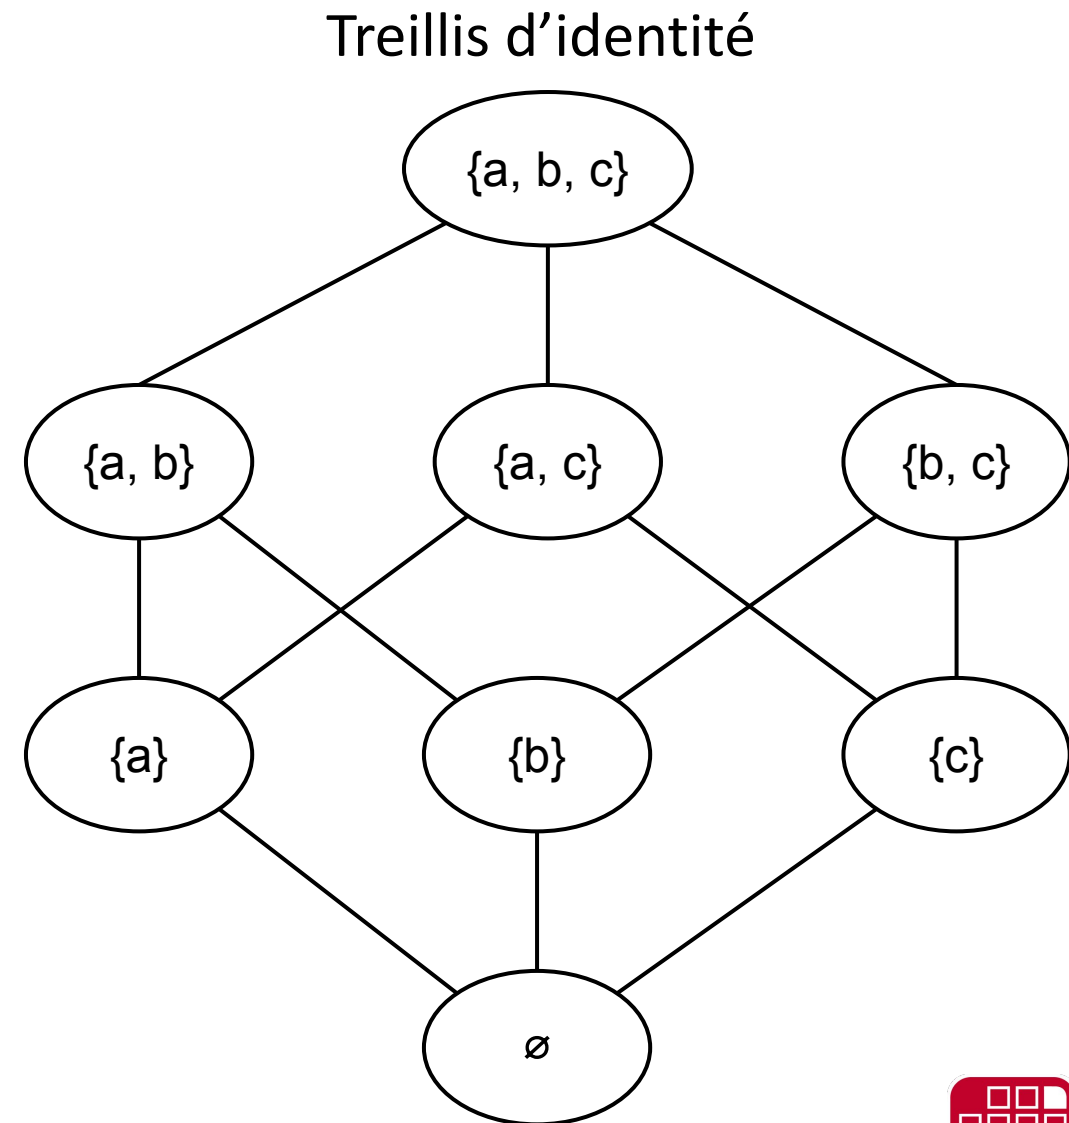 Treillis d’identité
{a, b, c}
{a, b} {a, c} {b, c}
{a} {b} {c}
∅